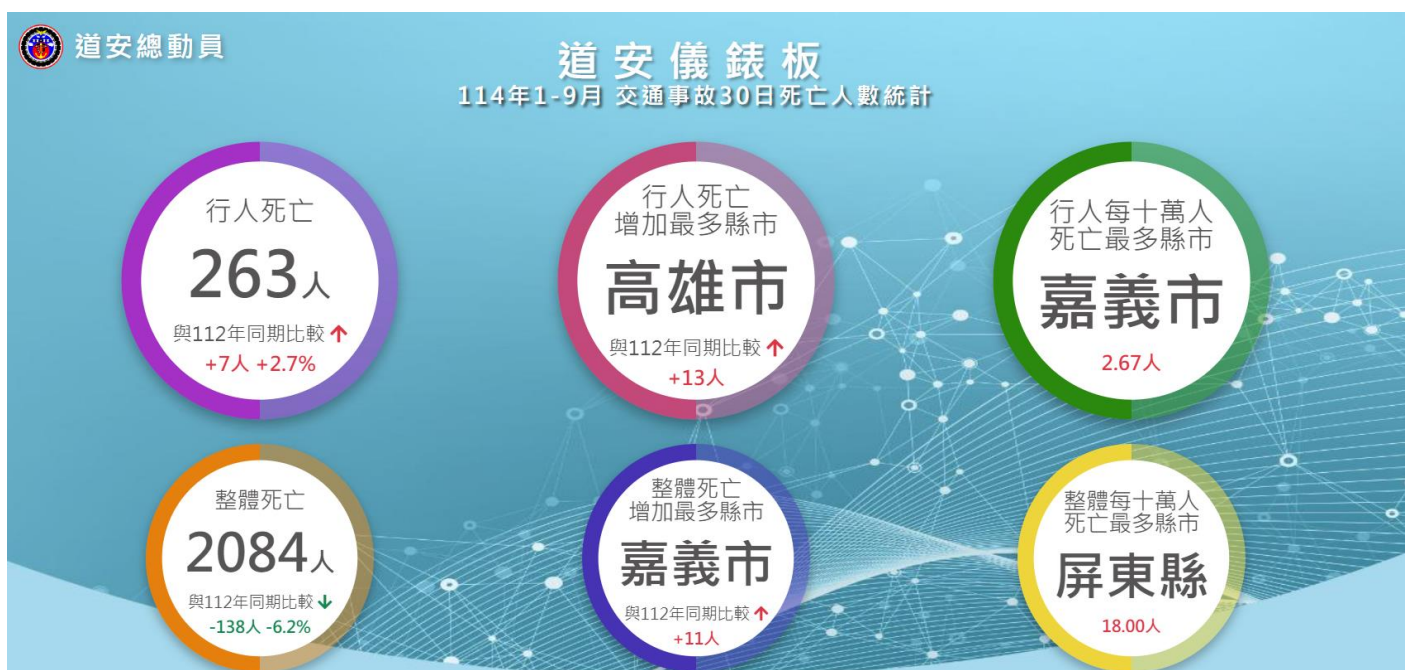 道安總動員
道安儀錶板
114年1-9月 交通事故30日死亡人數統計
行人死亡
263人
與112年同期比較↑
+7人 +2.7%
行人死亡
增加最多縣市
高雄市
與112年同期比較↑
+13人
行人每十萬人
死亡最多縣市
嘉義市
2.67人
整體死亡
2084人
與112年同期比較↓
-138人 -6.2%
整體死亡
增加最多縣市
嘉義市
與112年同期比較↑
+11人
整體每十萬人
死亡最多縣市
屏東縣
18.00人